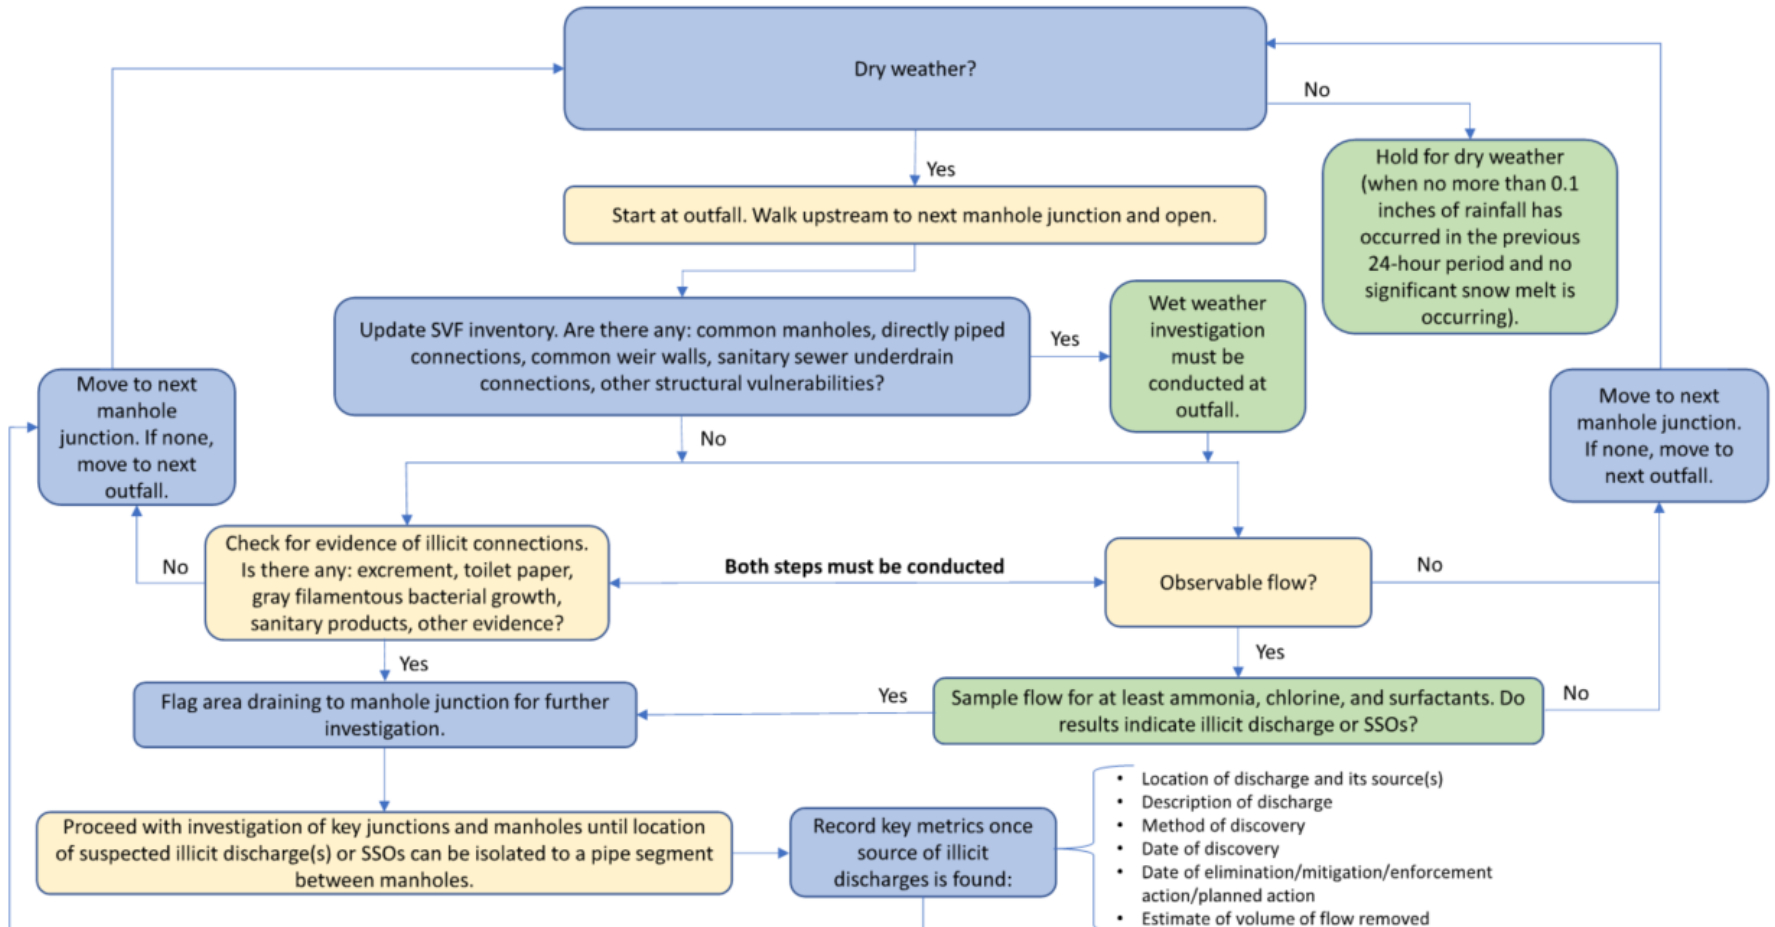 Dry weather?
No
Yes
Hold for dry weather
(when no more than 0.1
inches of rainfall has
occurred in the previous
24-hour period and no
significant snow melt is
occurring).
Start at outfall. Walk upstream to next manhole junction and open.
Update SVF inventory. Are there any: common manholes, directly piped
connections, common weir walls, sanitary sewer underdrain
connections, other structural vulnerabilities?
Yes
Wet weather
investigation
must be
conducted at
outfall.
No
Move to next
manhole
junction. If none,
move to next
outfall.
Move to next
manhole junction.
If none, move to
next outfall.
No
Check for evidence of illicit connections.
Is there any: excrement, toilet paper,
gray filamentous bacterial growth,
sanitary products, other evidence?
Both steps must be conducted
Observable flow?
No
Yes
Yes
Flag area draining to manhole junction for further
investigation.
Yes
Sample flow for at least ammonia, chlorine, and surfactants. Do
results indicate illicit discharge or SSOs?
No
Proceed with investigation of key junctions and manholes until location
of suspected illicit discharge(s) or SSOs can be isolated to a pipe segment
between manholes.
Record key metrics once
source of illicit
discharges is found:
• Location of discharge and its source(s)
• Description of discharge
• Method of discovery
• Date of discovery
• Date of elimination/mitigation/enforcement
action/planned action
• Estimate of volume of flow removed